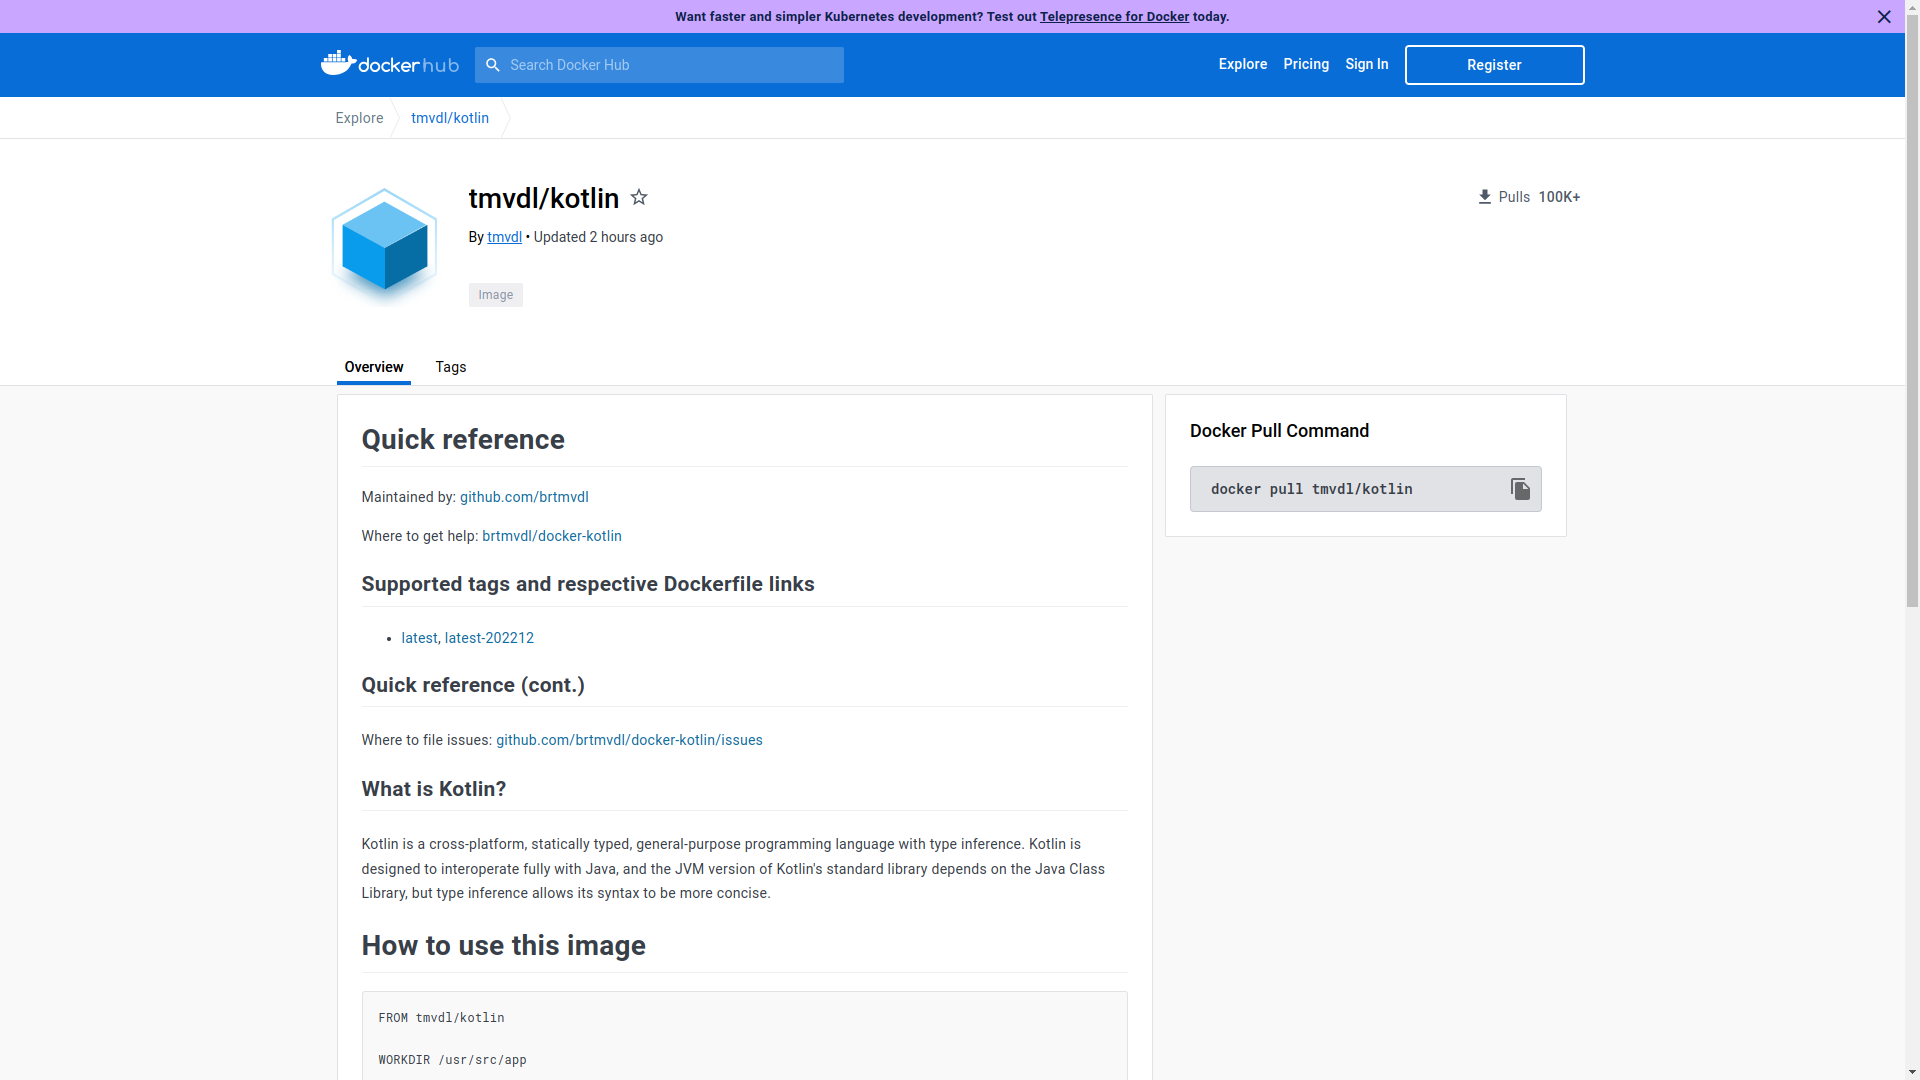 Want faster and simpler Kubernetes development? Test out Telepresence for Docker today.
docker hub
Search Docker Hub
Explore
Pricing
Sign In
Register
Explore
tmvdl/kotlin
tmvdl/kotlin
Pulls 100K+
By tmvdl • Updated 2 hours ago
Image
Overview
Tags
Quick reference
Maintained by: github.com/brtmvdl
Where to get help: brtmvdl/docker-kotlin
Supported tags and respective Dockerfile links
• latest, latest-202212
Quick reference (cont.)
Where to file issues: github.com/brtmvdl/docker-kotlin/issues
What is Kotlin?
Kotlin is a cross-platform, statically typed, general-purpose programming language with type inference. Kotlin is
designed to interoperate fully with Java, and the JVM version of Kotlin's standard library depends on the Java Class
Library, but type inference allows its syntax to be more concise.
How to use this image
FROM tmvdl/kotlin
WORKDIR /usr/src/app
Docker Pull Command
docker pull tmvdl/kotlin